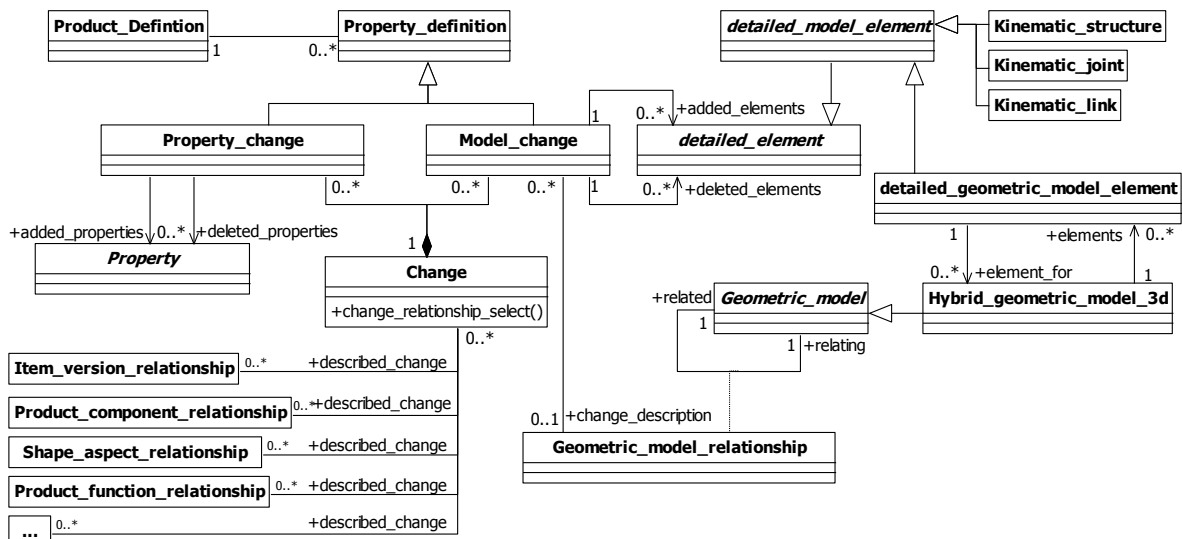 Product_Defintion
1
0..*
Property_definition
detailed_model_element
Kinematic_structure
Kinematic_joint
Kinematic_link
Property_change
0..*
Model_change
0..*
0..*
1
1
0..*
+added_elements
detailed_element
0..*
+deleted_elements
detailed_geometric_model_element
1
+elements
0..*
0..*
+element_for
1
Hybrid_geometric_model_3d
+added_properties
0..*
+deleted_properties
Property
1
Change
+change_relationship_select()
0..*
+related
1
Geometric_model
1
+relating
Item_version_relationship
0..*
+described_change
Product_component_relationship
0..*
+described_change
Shape_aspect_relationship
0..*
+described_change
Product_function_relationship
0..*
+described_change
...
0..*
+described_change
0..1
+change_description
Geometric_model_relationship